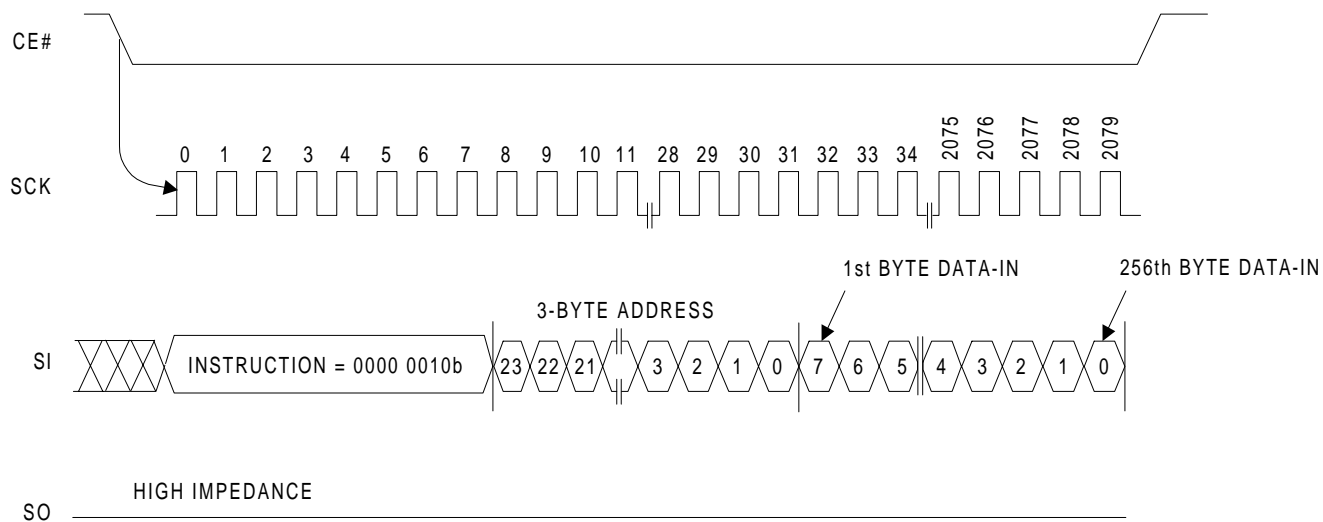 CE#
2075 2076 2077 2078 2079
0 1 2 3 4 5 6 7 8 9 10 11 28 29 30 31 32 33 34
SCK
1st BYTE DATA-IN
256th BYTE DATA-IN
3-BYTE ADDRESS
SI
INSTRUCTION = 0000 0010b
23 22 21 3 2 1 0 7 6 5 4 3 2 1 0
HIGH IMPEDANCE
SO